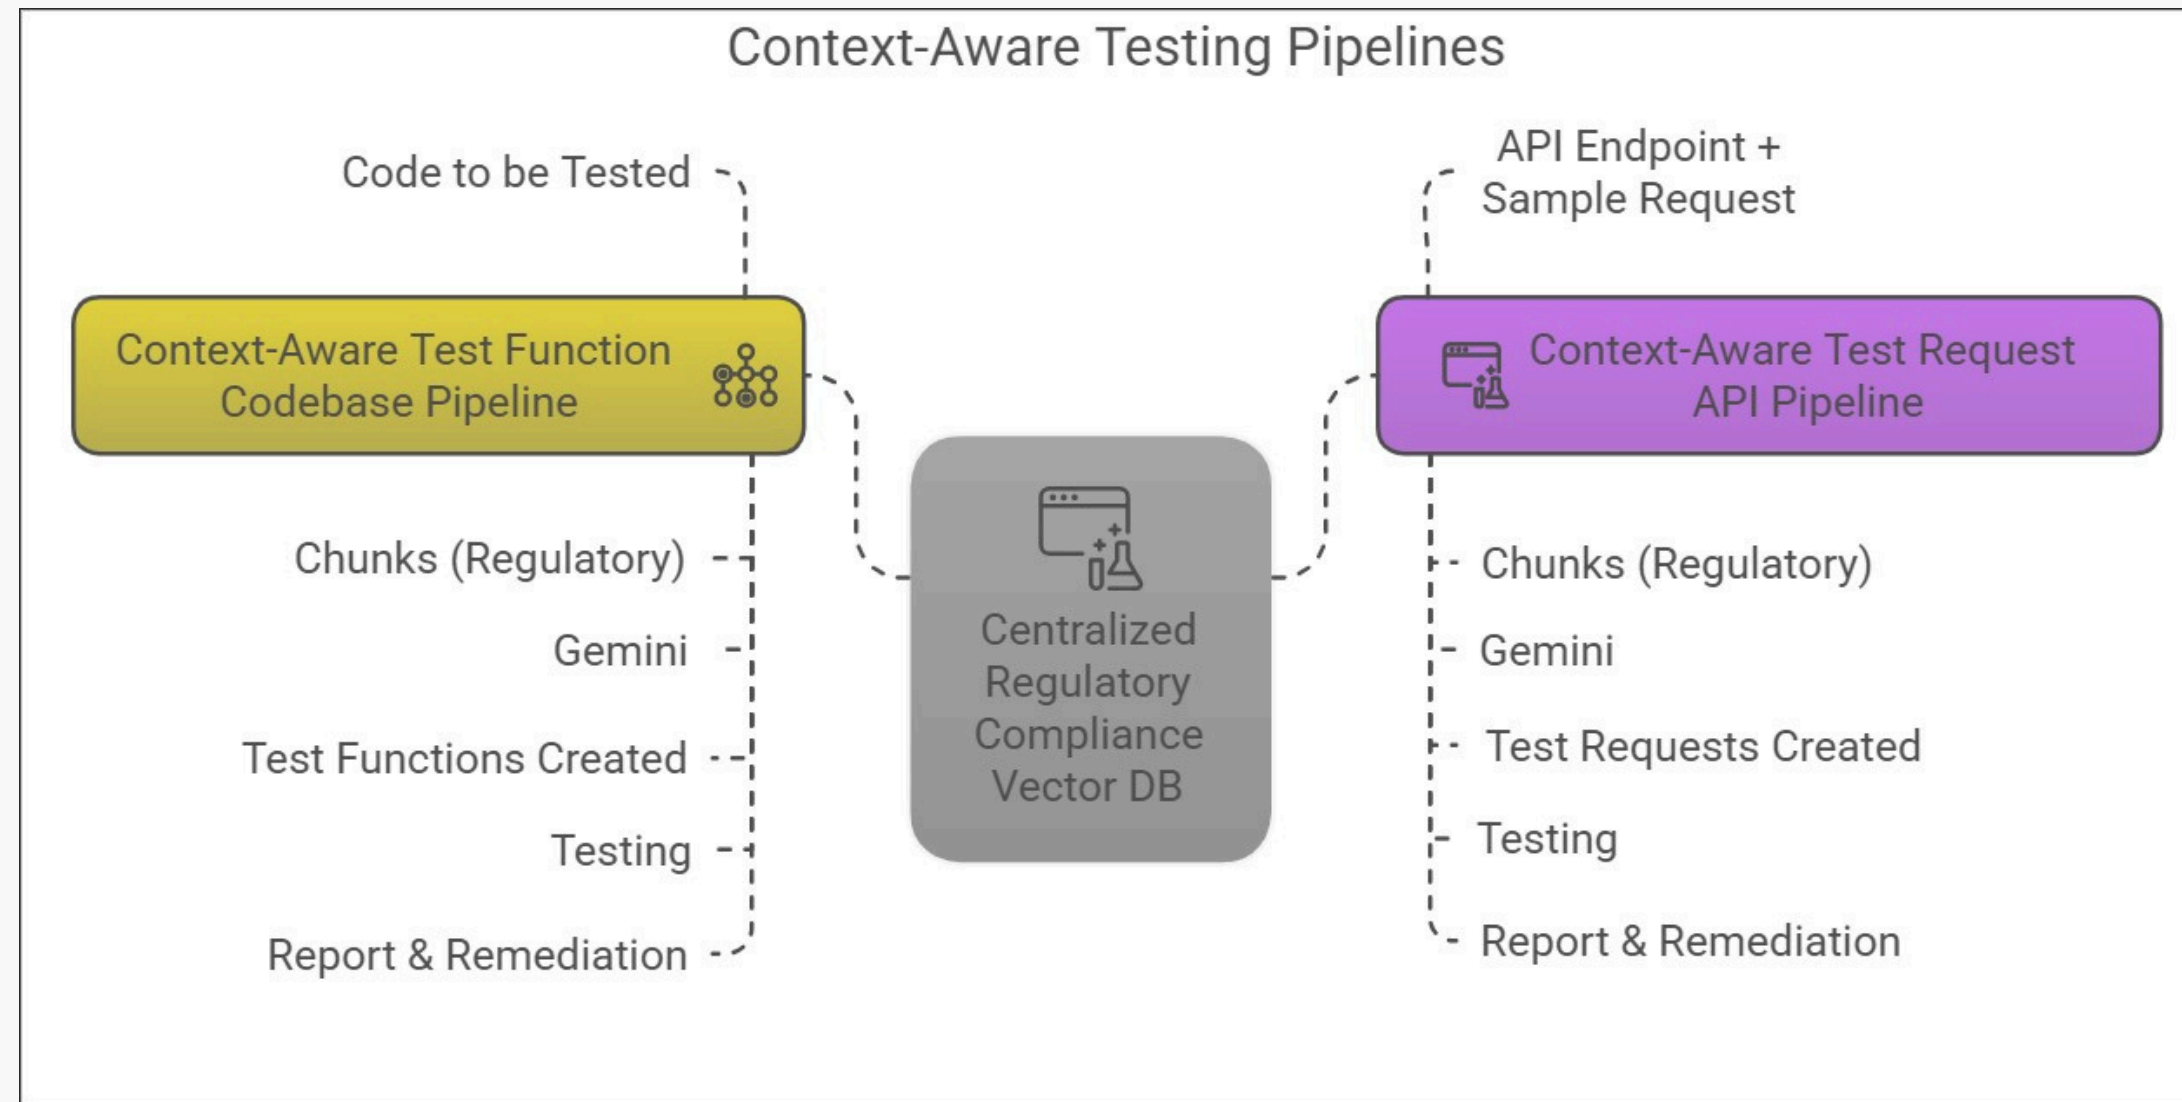 Context-Aware Testing Pipelines
Code to be Tested
Context-Aware Test Function
Codebase Pipeline
Chunks (Regulatory)
Gemini
Test Functions Created
Testing
Report & Remediation
Centralized
Regulatory
Compliance
Vector DB
API Endpoint +
Sample Request
Context-Aware Test Request
API Pipeline
Chunks (Regulatory)
Gemini
Test Requests Created
Testing
Report & Remediation